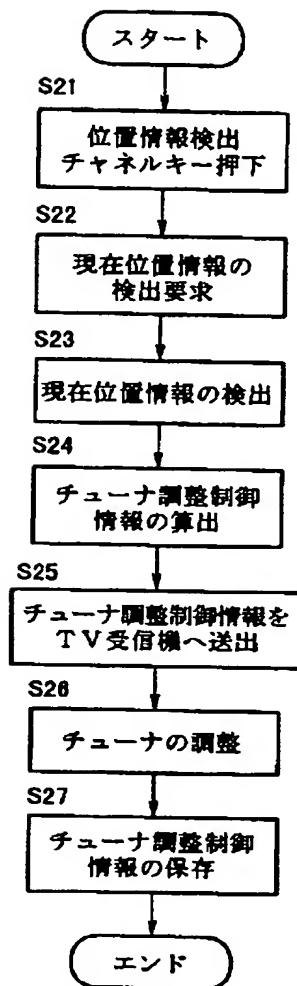 スタート
S21
位置情報検出
チャネルキー押下
S22
現在位置情報の
検出要求
S23
現在位置情報の検出
S24
チューナ調整制御
情報の算出
S25
チューナ調整制御情報を
TV受信機へ送出
S26
チューナの調整
S27
チューナ調整制御
情報の保存
エンド